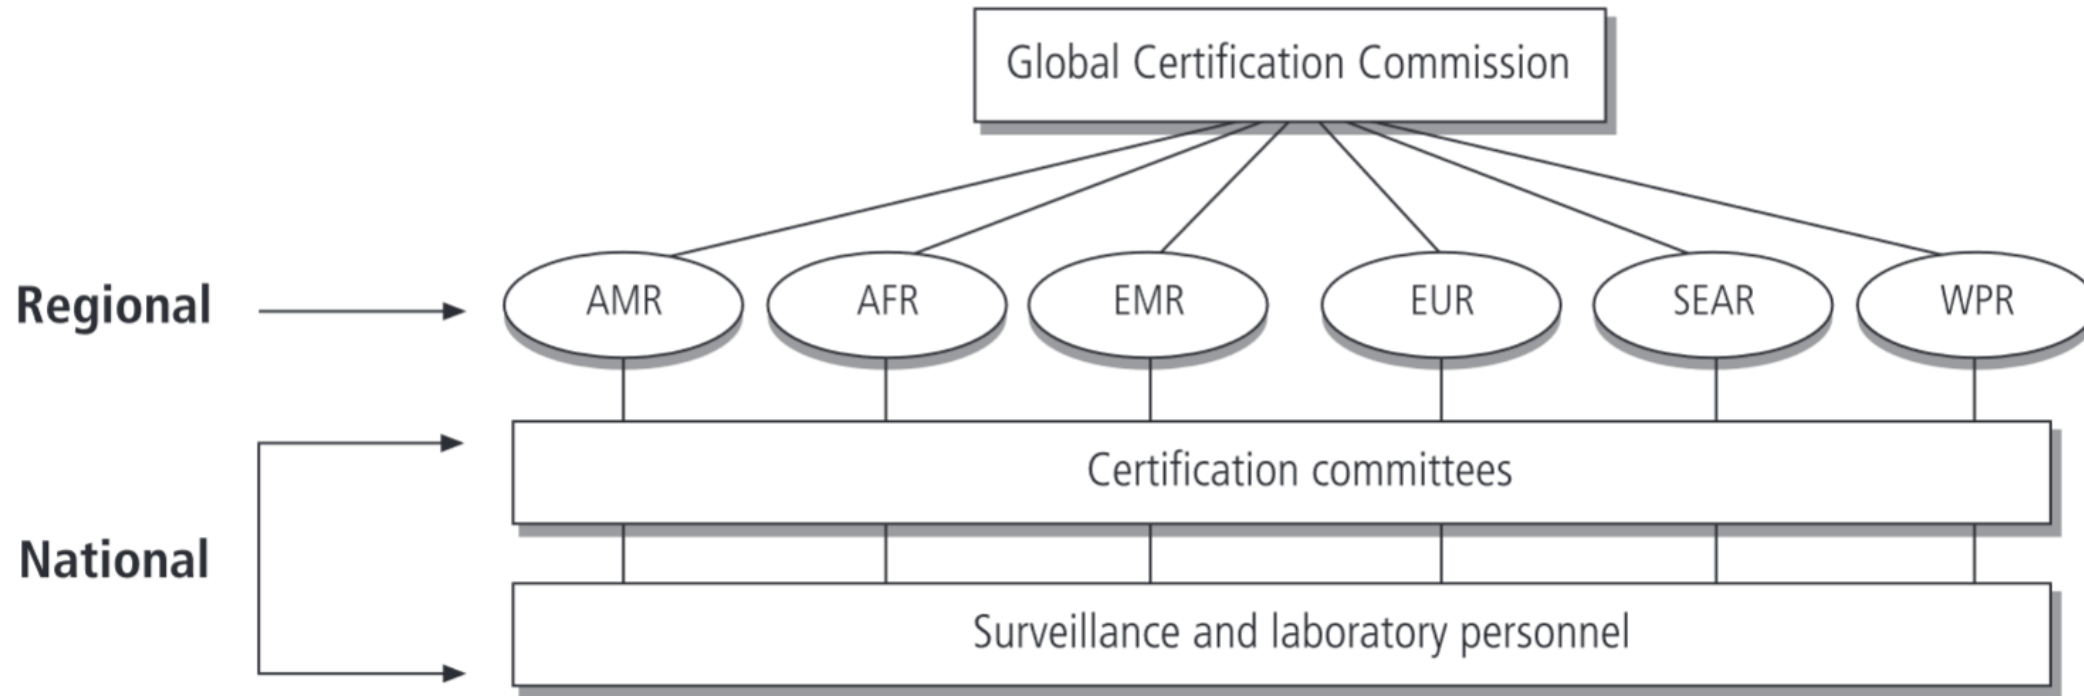 Global Certification Commission
Regional
AMR
AFR
EMR
EUR
SEAR
WPR
Certification committees
National
Surveillance and laboratory personnel